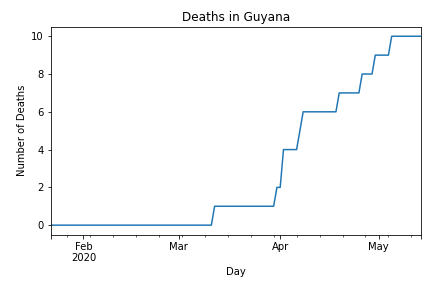 Deaths in Guyana
10
8
6
4
2
0
Number of Deaths
Feb
2020
Mar
Apr
May
Day